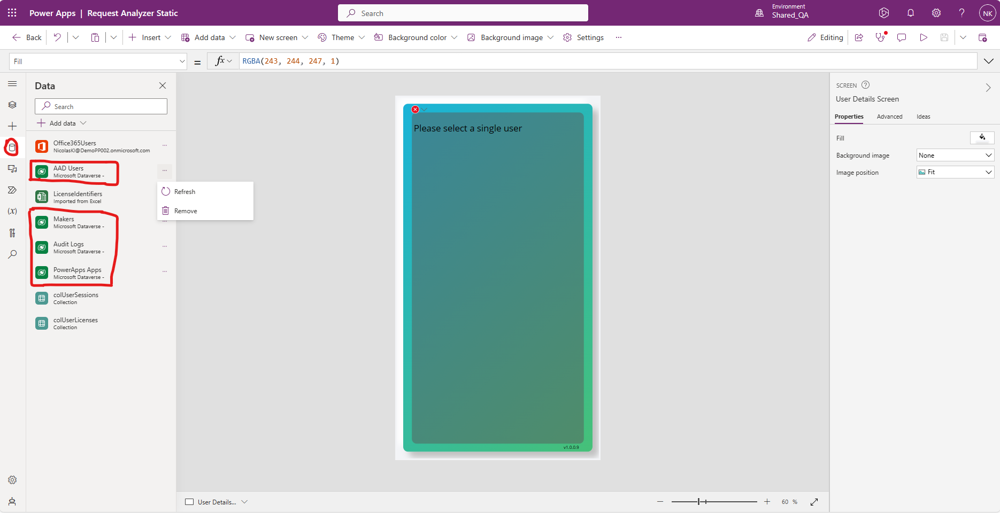 Power Apps | Request Analyzer Static
Search
Environment
Shared_QA
NK
Back
Insert
Add data
New screen
Theme
Background color
Background image
Settings
Editing
Fill
=
fx
RGBA(243, 244, 247, 1)
Data
Search
Add data
Office365Users
NicolasKl@DemoPP002.onmicrosoft.com
AAD Users
Microsoft Dataverse -
Refresh
Remove
LicenseIdentifiers
Imported from Excel
Makers
Microsoft Dataverse -
Audit Logs
Microsoft Dataverse -
PowerApps Apps
Microsoft Dataverse -
colUserSessions
Collection
colUserLicenses
Collection
(x)
Please select a single user
v1.0.0.9
User Details...
60 %
SCREEN
User Details Screen
Properties
Advanced
Ideas
Fill
Background image
None
Image position
Fit